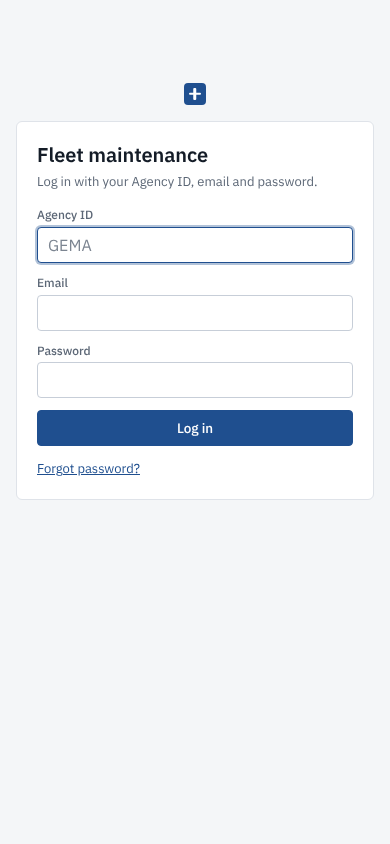 Fleet maintenance
Log in with your Agency ID, email and password.
Agency ID
GEMA
Email
Password
Log in
Forgot password?